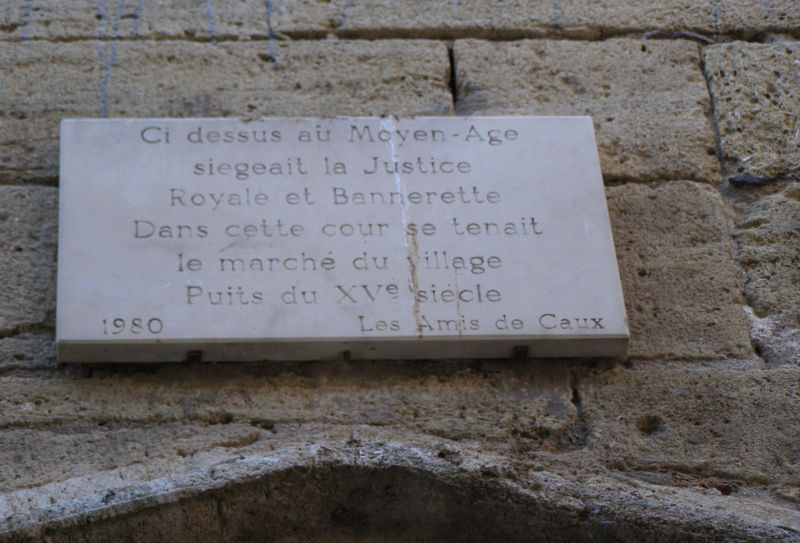 Ci dessus au Moyen-Age
siegeait la Justice
Royale et Bannerette
Dans cette cour se tenait
le marché du village
Puits du XVe siècle
1980 Les Amis de Caux